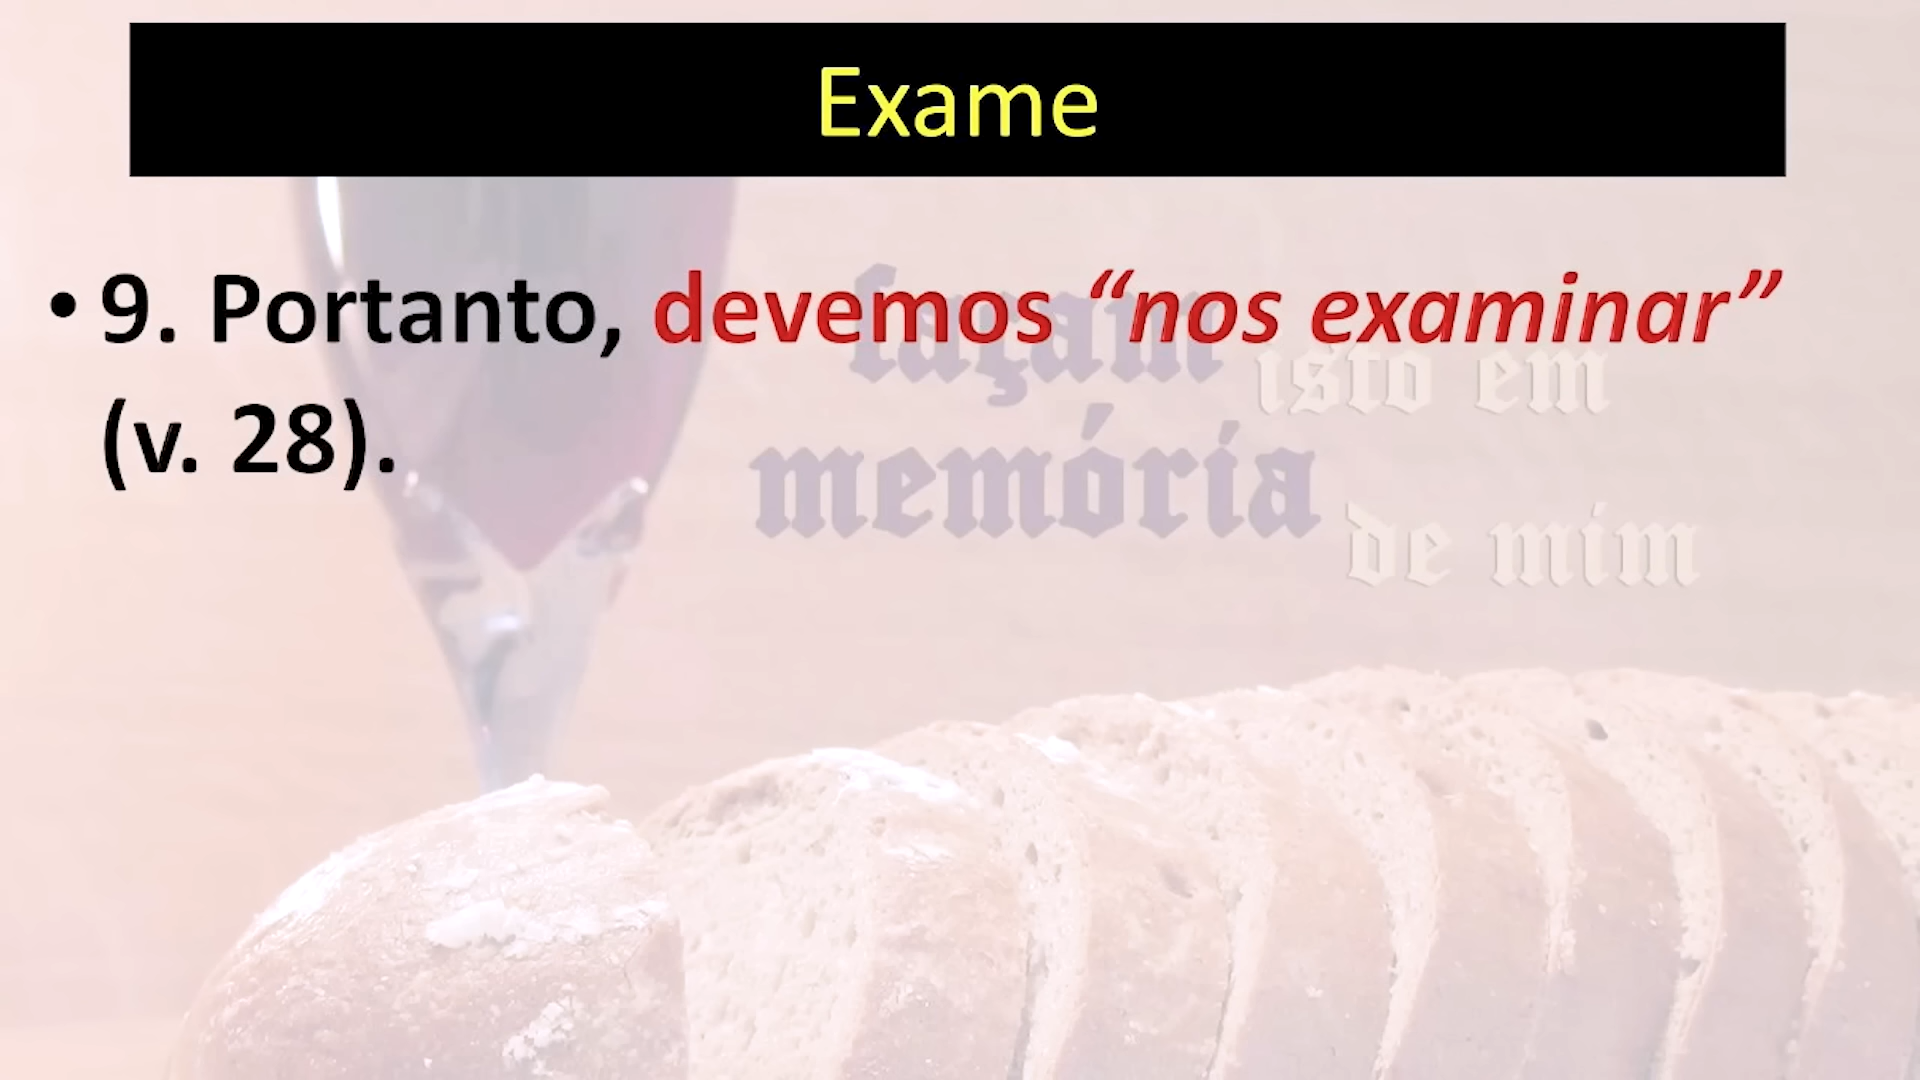 Exame
• 9. Portanto, devemos “nos examinar”
(v. 28).
façam
isto em
memória
de mim